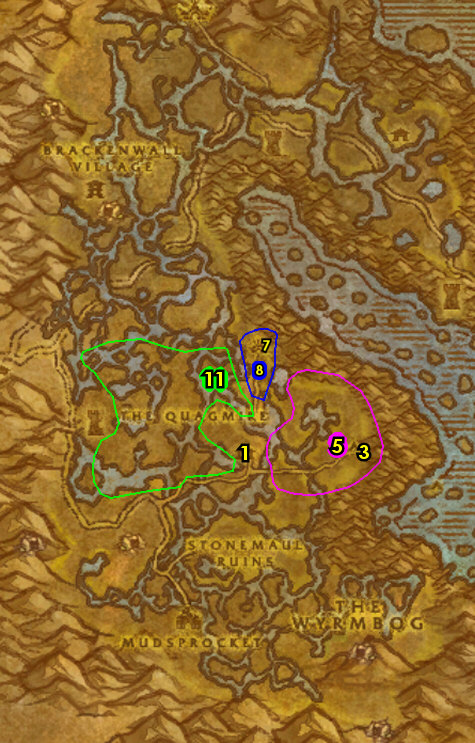 BRACKENWALL
VILLAGE
7
8
11
THE QUAGMIRE
1
5
3
STONEMAUL
RUINS
THE
WYRMBOG
MUDSPROCKET